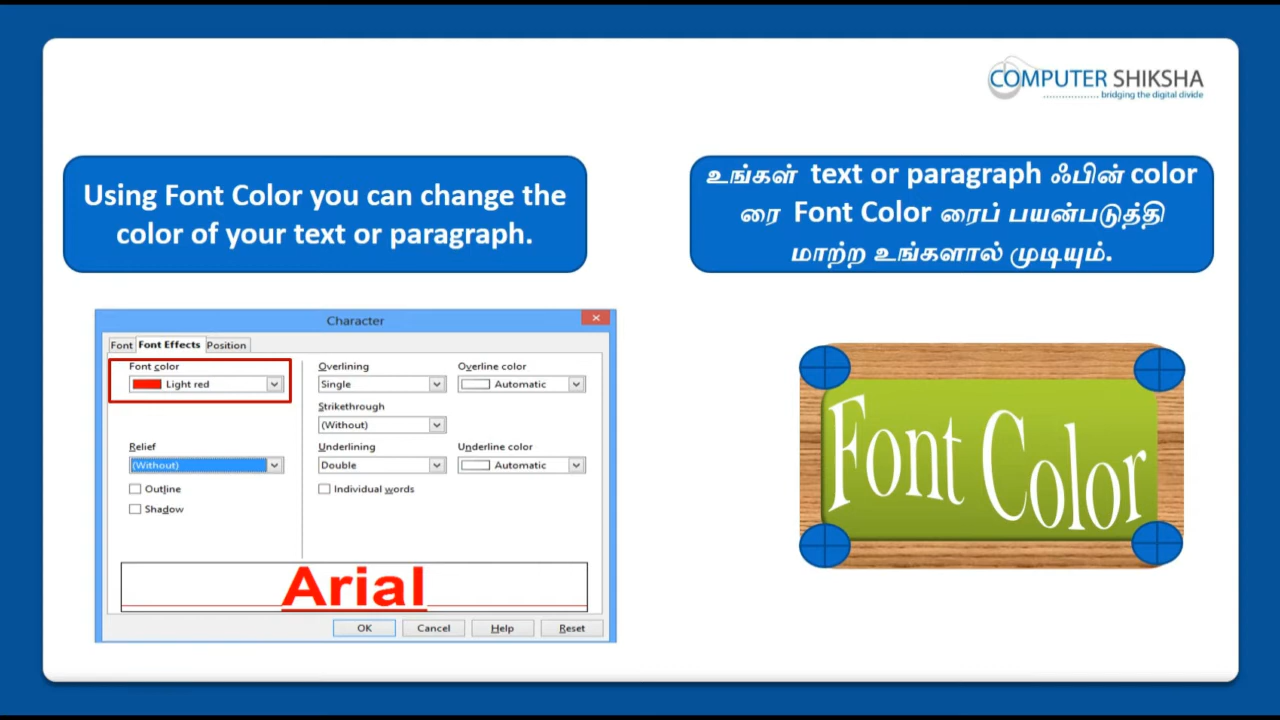 COMPUTER SHIKSHA
bridging the digital divide
Using Font Color you can change the
color of your text or paragraph.
உங்கள் text or paragraph ஃபின் color
ரை Font Color ரைப் பயன்படுத்தி
மாற்ற உங்களால் முடியும்.
Character
Font Font Effects Position
Font color
Light red
Overlining
Single
Overline color
Automatic
Strikethrough
(Without)
Relief
(Without)
Underlining
Double
Underline color
Automatic
Outline
Individual words
Shadow
Arial
OK Cancel Help Reset
Font Color